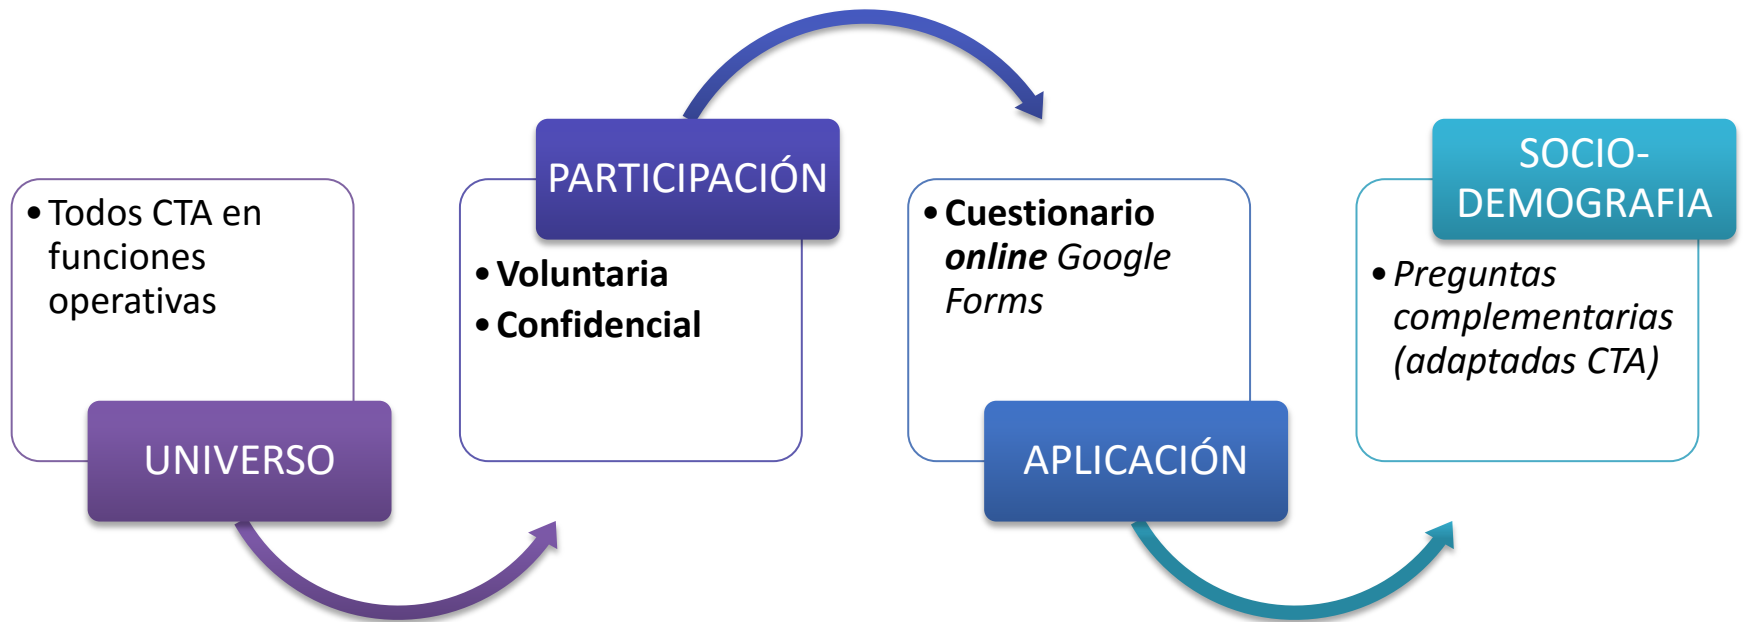 • Todos CTA en
funciones
operativas
UNIVERSO
PARTICIPACIÓN
• Voluntaria
• Confidencial
• Cuestionario
online Google
Forms
APLICACIÓN
SOCIO-
DEMOGRAFIA
• Preguntas
complementarias
(adaptadas CTA)